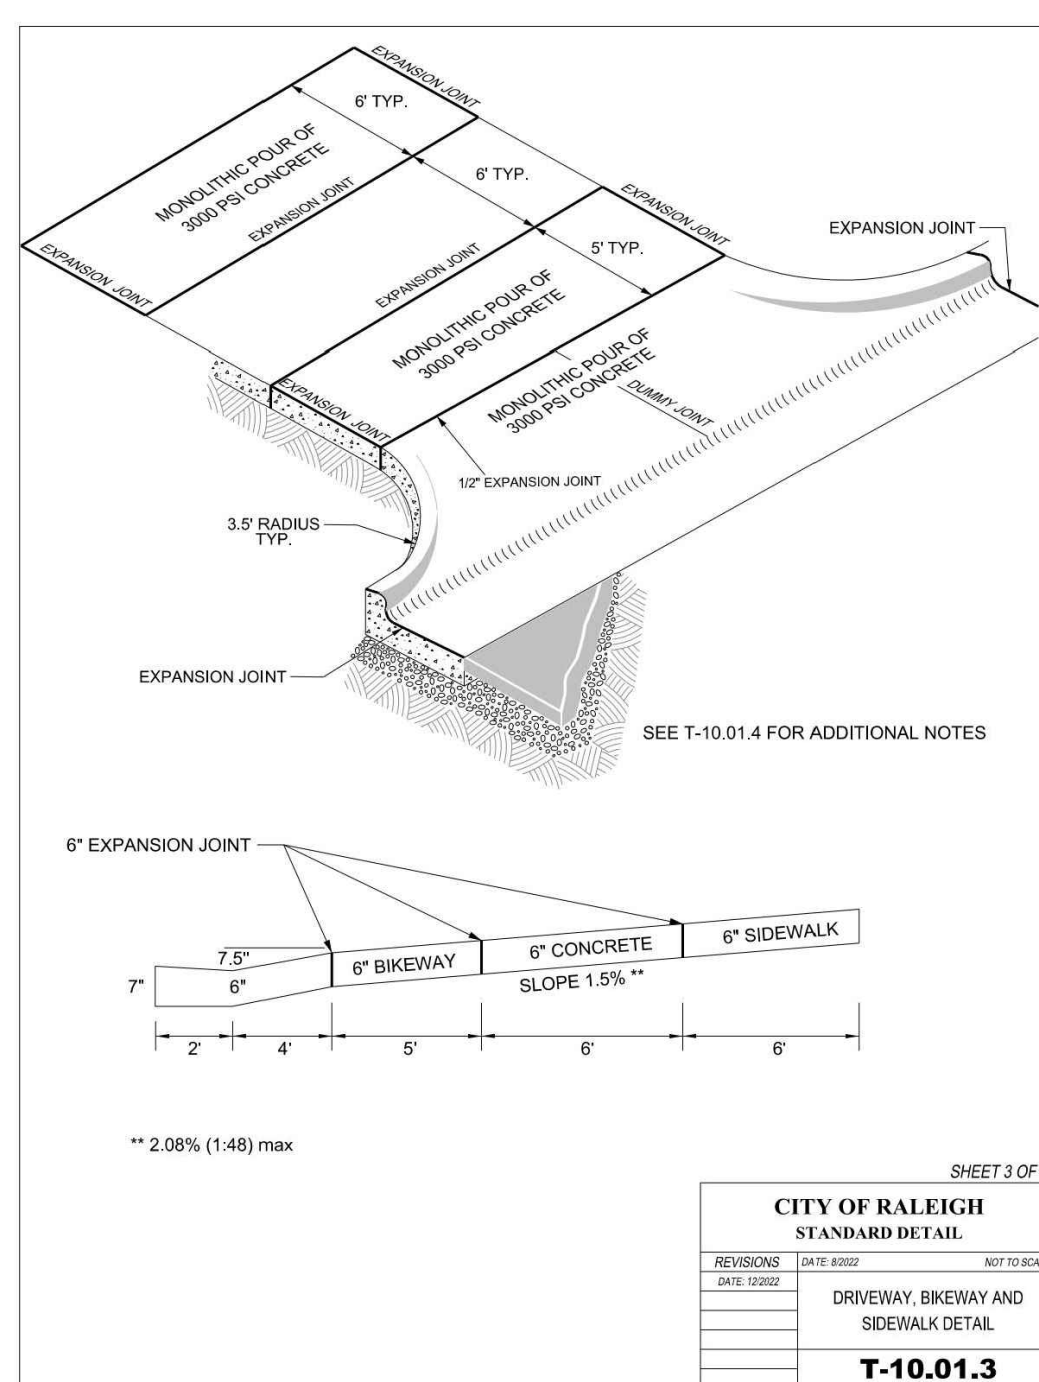 EXPANSION JOINT
6' TYP.
MONOLITHIC POUR OF
3000 PSI CONCRETE
EXPANSION JOINT
6' TYP.
EXPANSION JOINT
EXPANSION JOINT
EXPANSION JOINT
EXPANSION JOINT
5' TYP.
MONOLITHIC POUR OF
3000 PSI CONCRETE
MONOLITHIC POUR OF
3000 PSI CONCRETE
DUMMY JOINT
EXPANSION JOINT
1/2" EXPANSION JOINT
3.5' RADIUS
TYP.
EXPANSION JOINT
SEE T-10.01.4 FOR ADDITIONAL NOTES
6" EXPANSION JOINT
7.5"
7"
6"
6" BIKEWAY
6" CONCRETE
6" SIDEWALK
SLOPE 1.5% **
2'
4'
5'
6'
6'
** 2.08% (1:48) max
SHEET 3 OF
CITY OF RALEIGH
STANDARD DETAIL
REVISIONS
DATE: 8/2022
NOT TO SCA
DATE: 12/2022
DRIVEWAY, BIKEWAY AND
SIDEWALK DETAIL
T-10.01.3